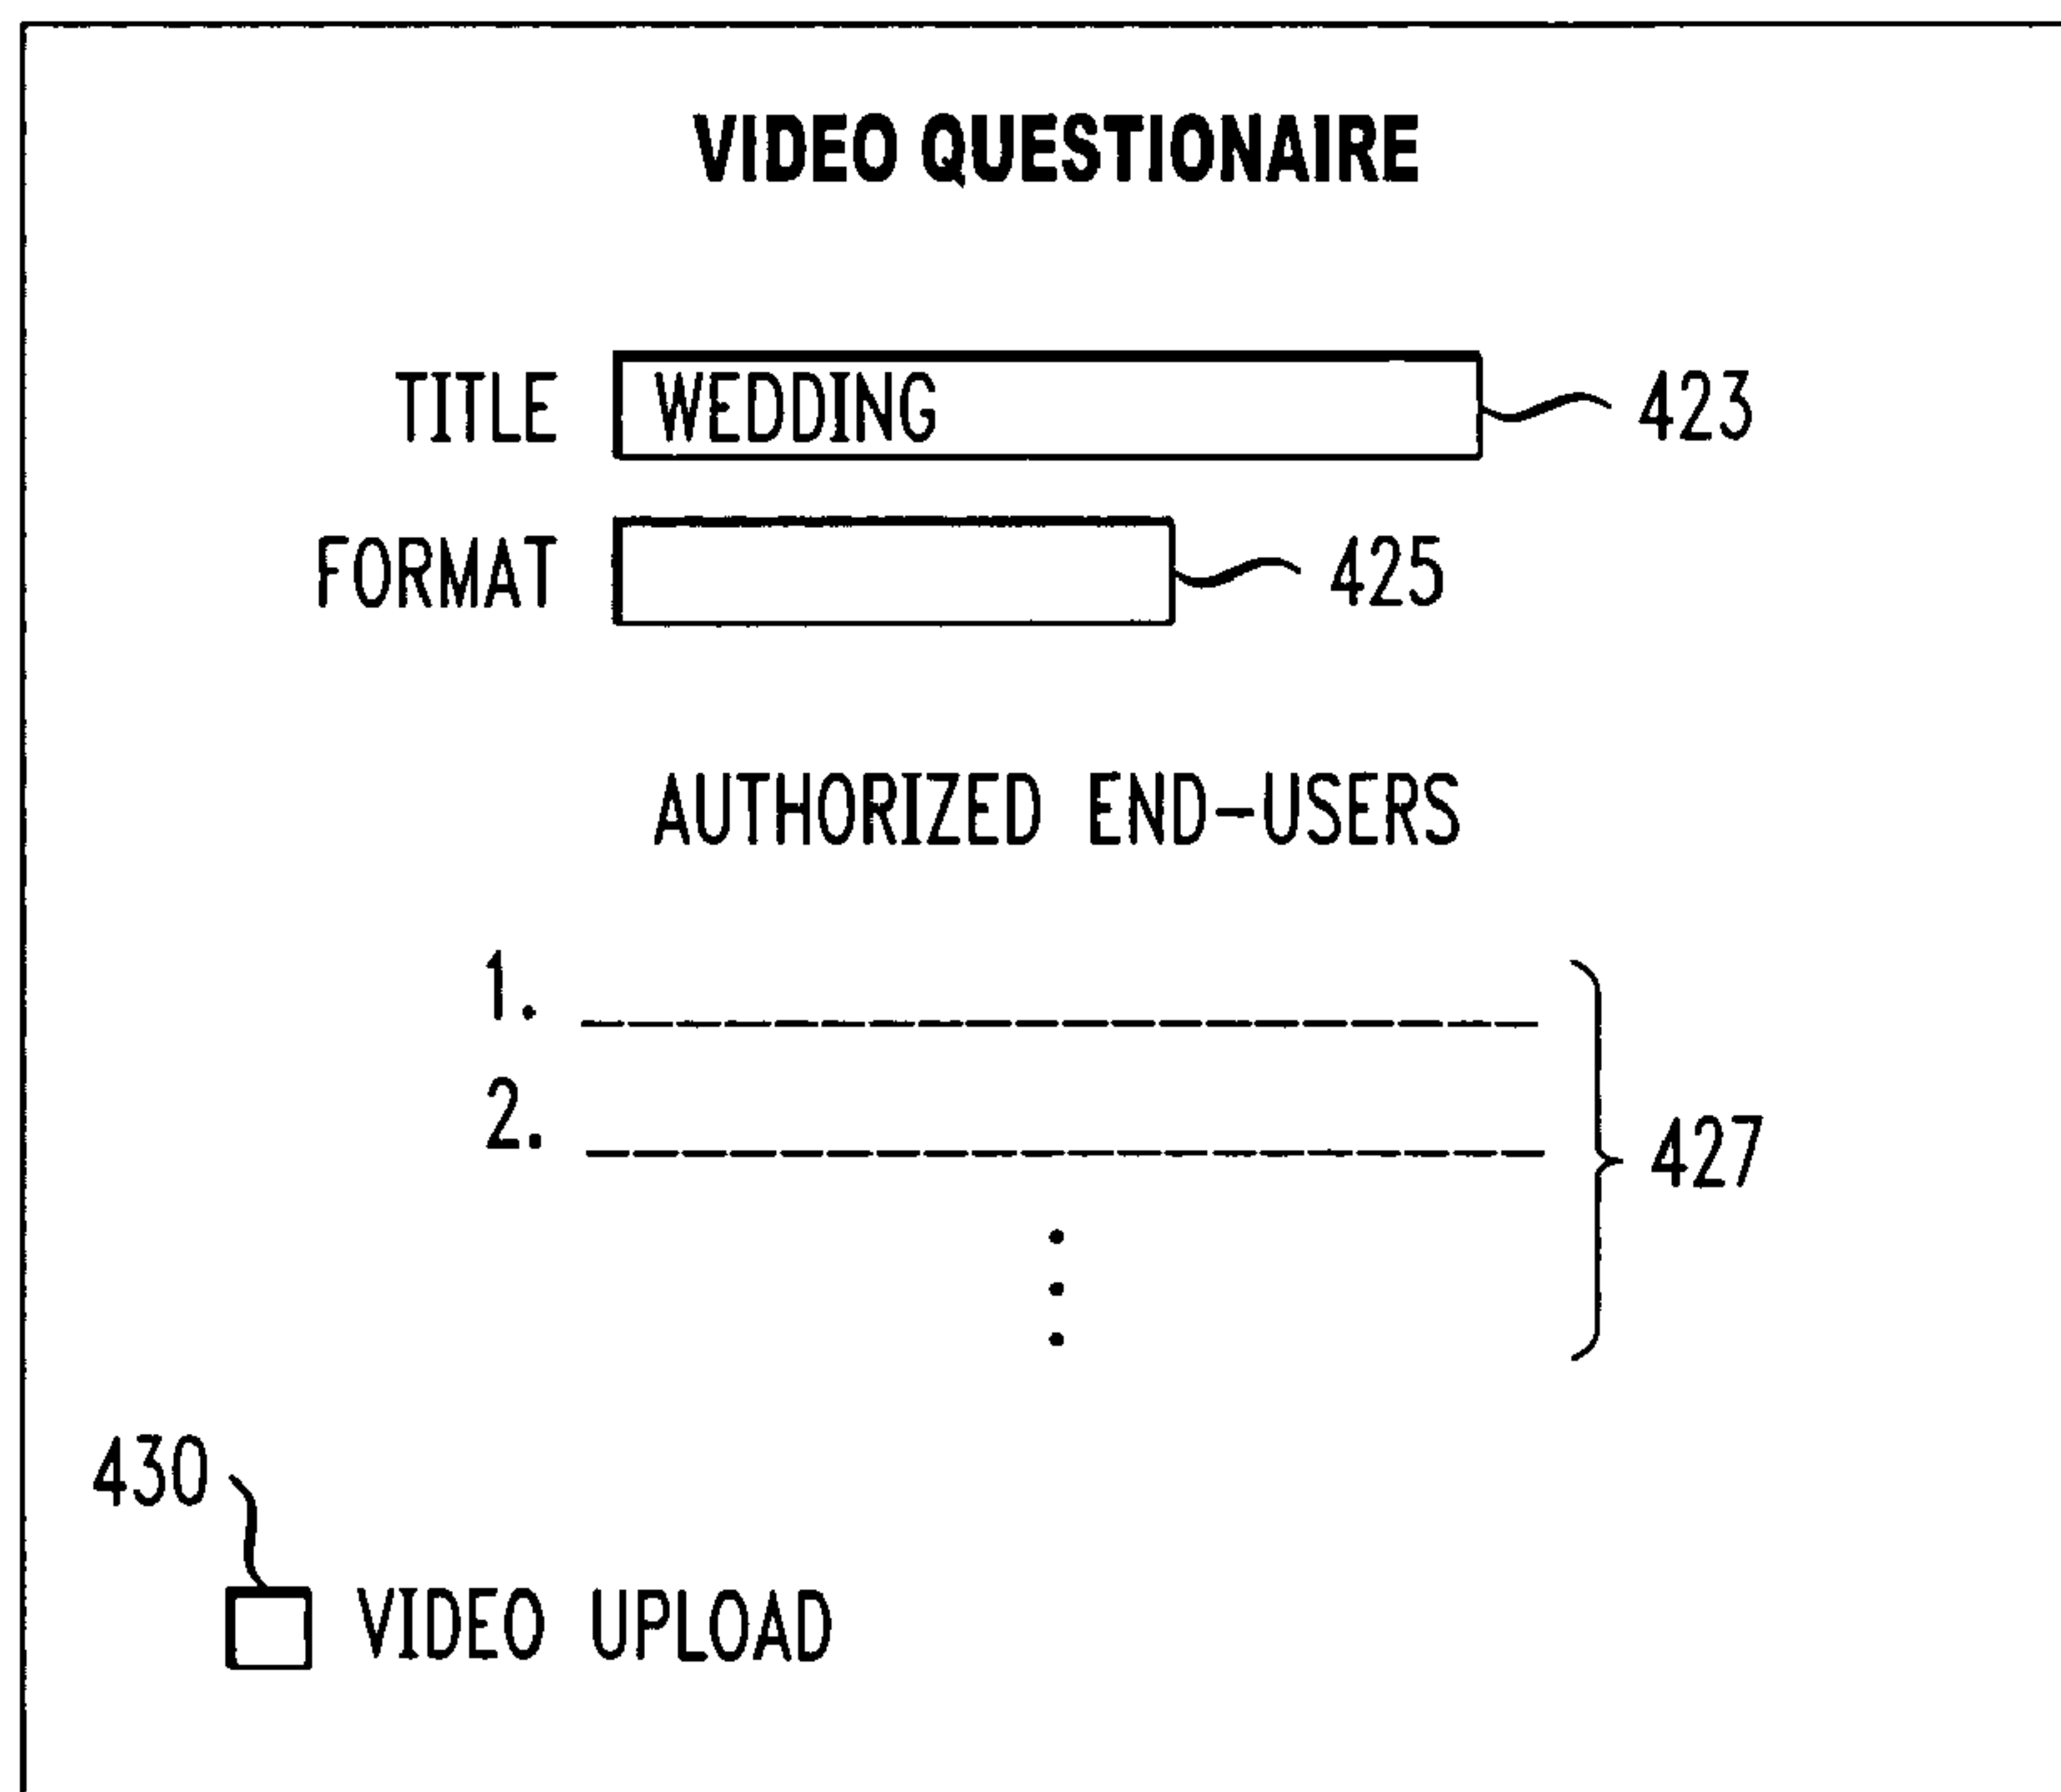 VIDEO QUESTIONAIRE
TITLE WEDDING 423
FORMAT 425
AUTHORIZED END-USERS
1.
2.
427
430
VIDEO UPLOAD